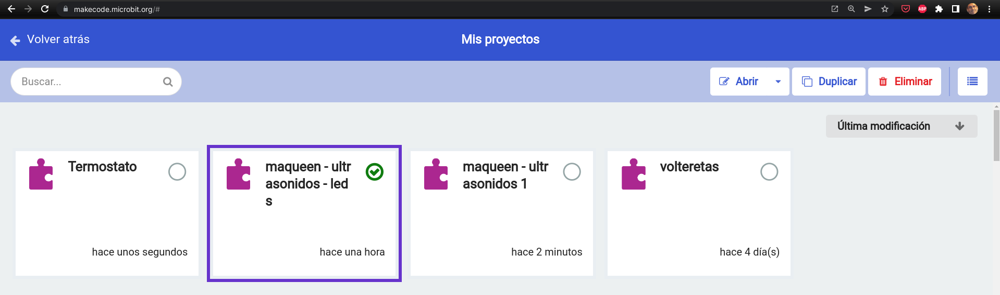 makecode.microbit.org/#
ABP
Volver atrás
Mis proyectos
Buscar...
Abrir
Duplicar
Eliminar
Última modificación
Termostato
hace unos segundos
maqueen - ultr
asonidos - led
s
hace una hora
maqueen - ultr
asonidos 1
hace 2 minutos
volteretas
hace 4 día(s)